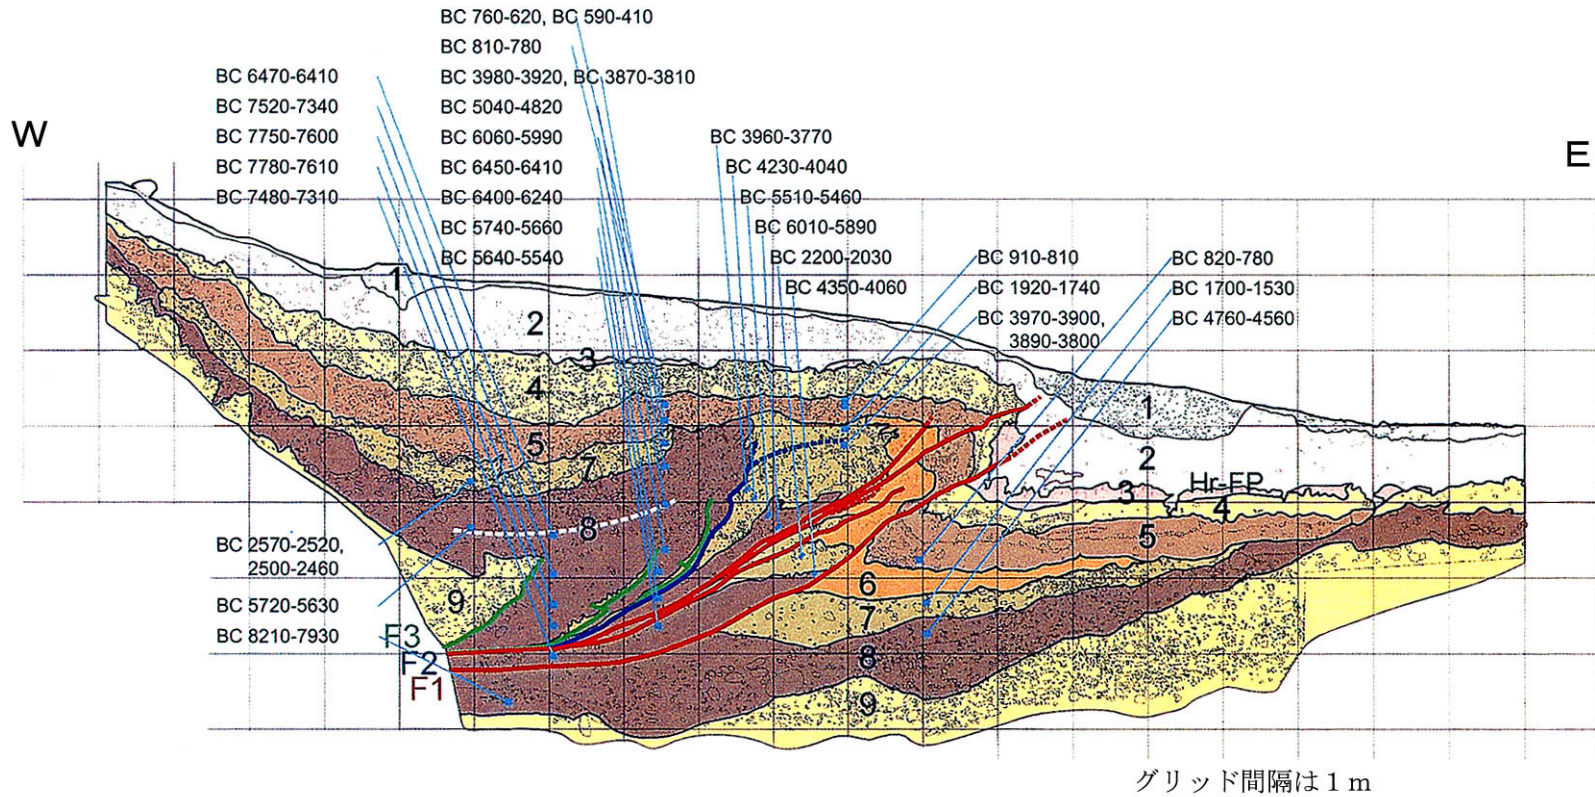 BC 760-620, BC 590-410
BC 810-780
BC 3980-3920, BC 3870-3810
BC 5040-4820
BC 6060-5990
BC 6450-6410
BC 6400-6240
BC 5740-5660
BC 5640-5540
BC 6470-6410
BC 7520-7340
BC 7750-7600
BC 7780-7610
BC 7480-7310
W
E
BC 3960-3770
BC 4230-4040
BC 5510-5460
BC 6010-5890
BC 2200-2030
BC 4350-4060
BC 910-810
BC 1920-1740
BC 3970-3900,
3890-3800
BC 820-780
BC 1700-1530
BC 4760-4560
1
2
3
4
5
7
8
9
1
2
3
Hr-FP
4
5
6
7
8
9
BC 2570-2520,
2500-2460
BC 5720-5630
BC 8210-7930
F3
F2
F1
グリッド間隔は１ｍ